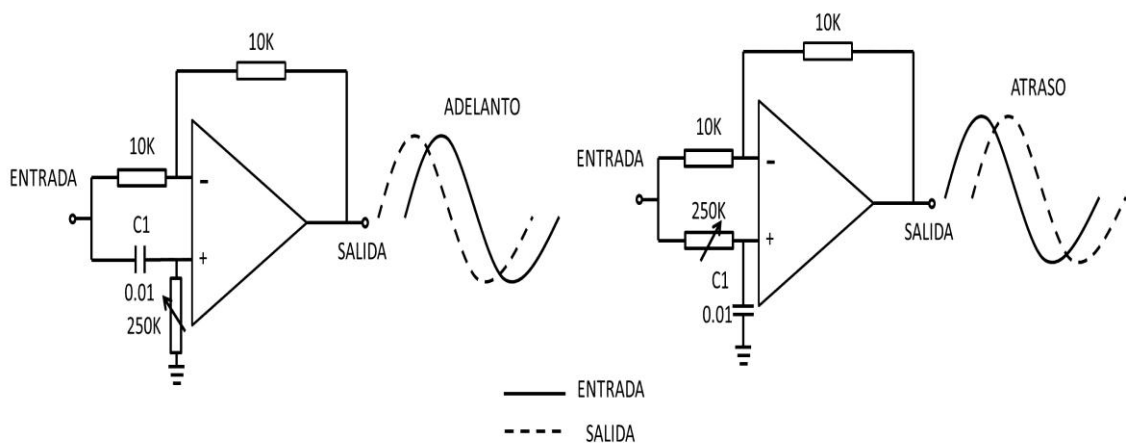 10K
ADELANTO
10K
ENTRADA
-
C1
+
SALIDA
0.01
250K
10K
ATRASO
10K
ENTRADA
-
250K
+
SALIDA
C1
0.01
ENTRADA
SALIDA